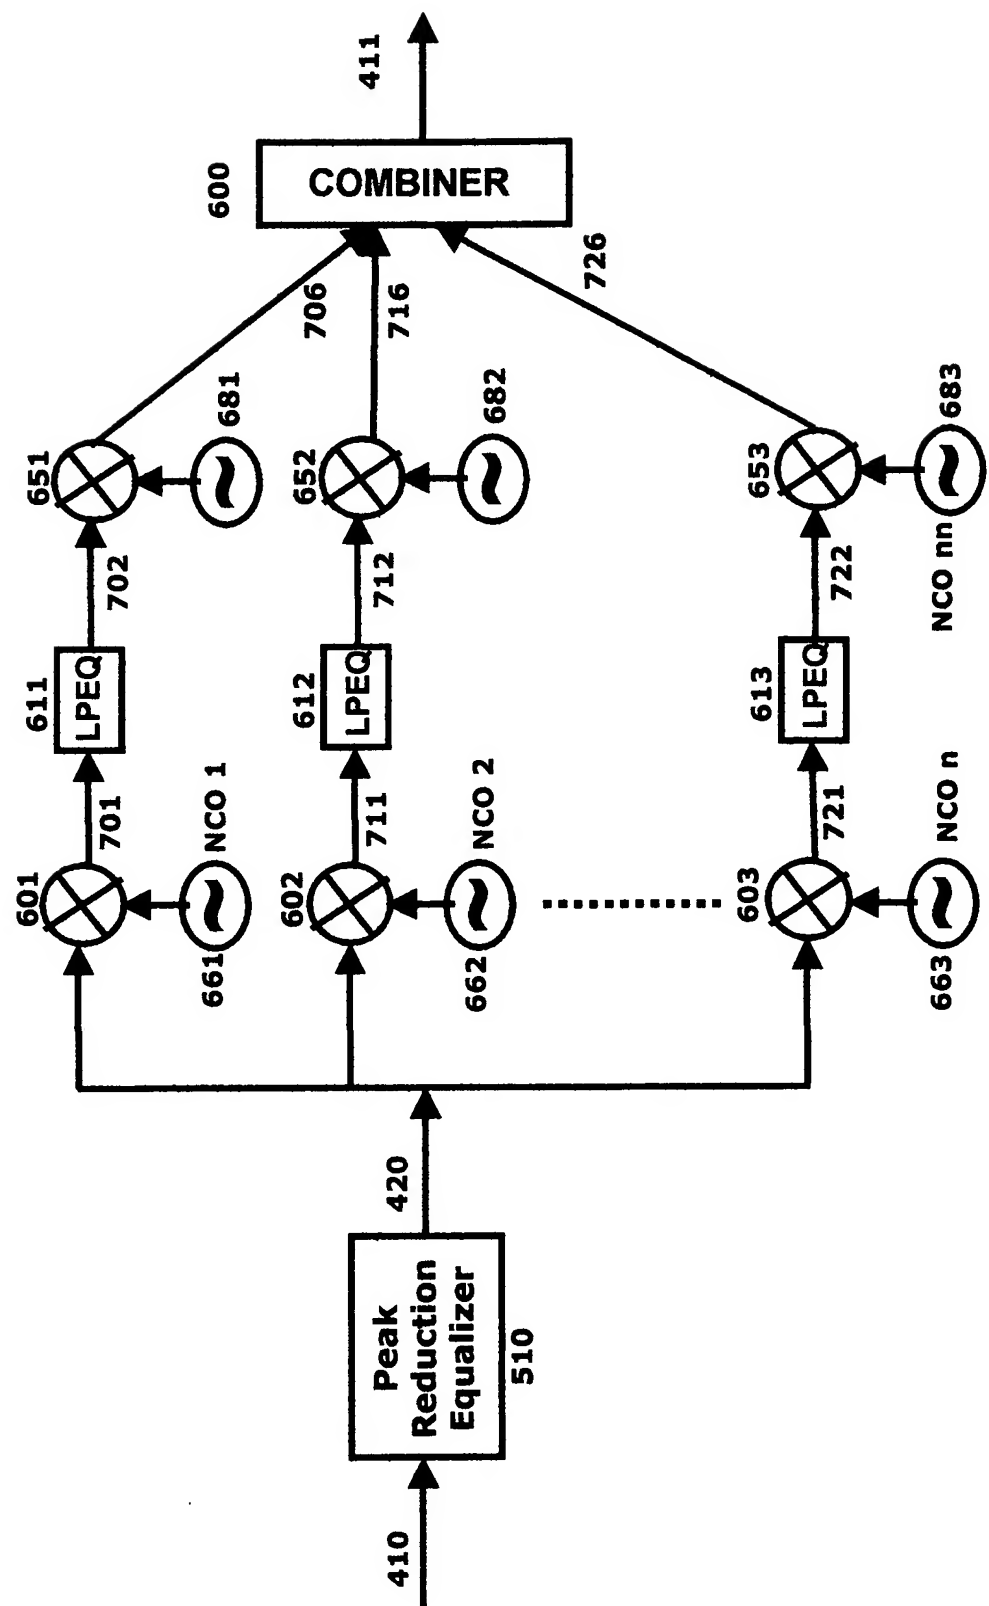 410
Peak
Reduction
Equalizer
510
420
601
661
NCO 1
701
611
LPEQ
702
651
681
706
602
662
NCO 2
711
612
LPEQ
712
652
682
716
603
663
NCO n
721
613
LPEQ
722
653
683
NCO nn
726
600
COMBINER
411